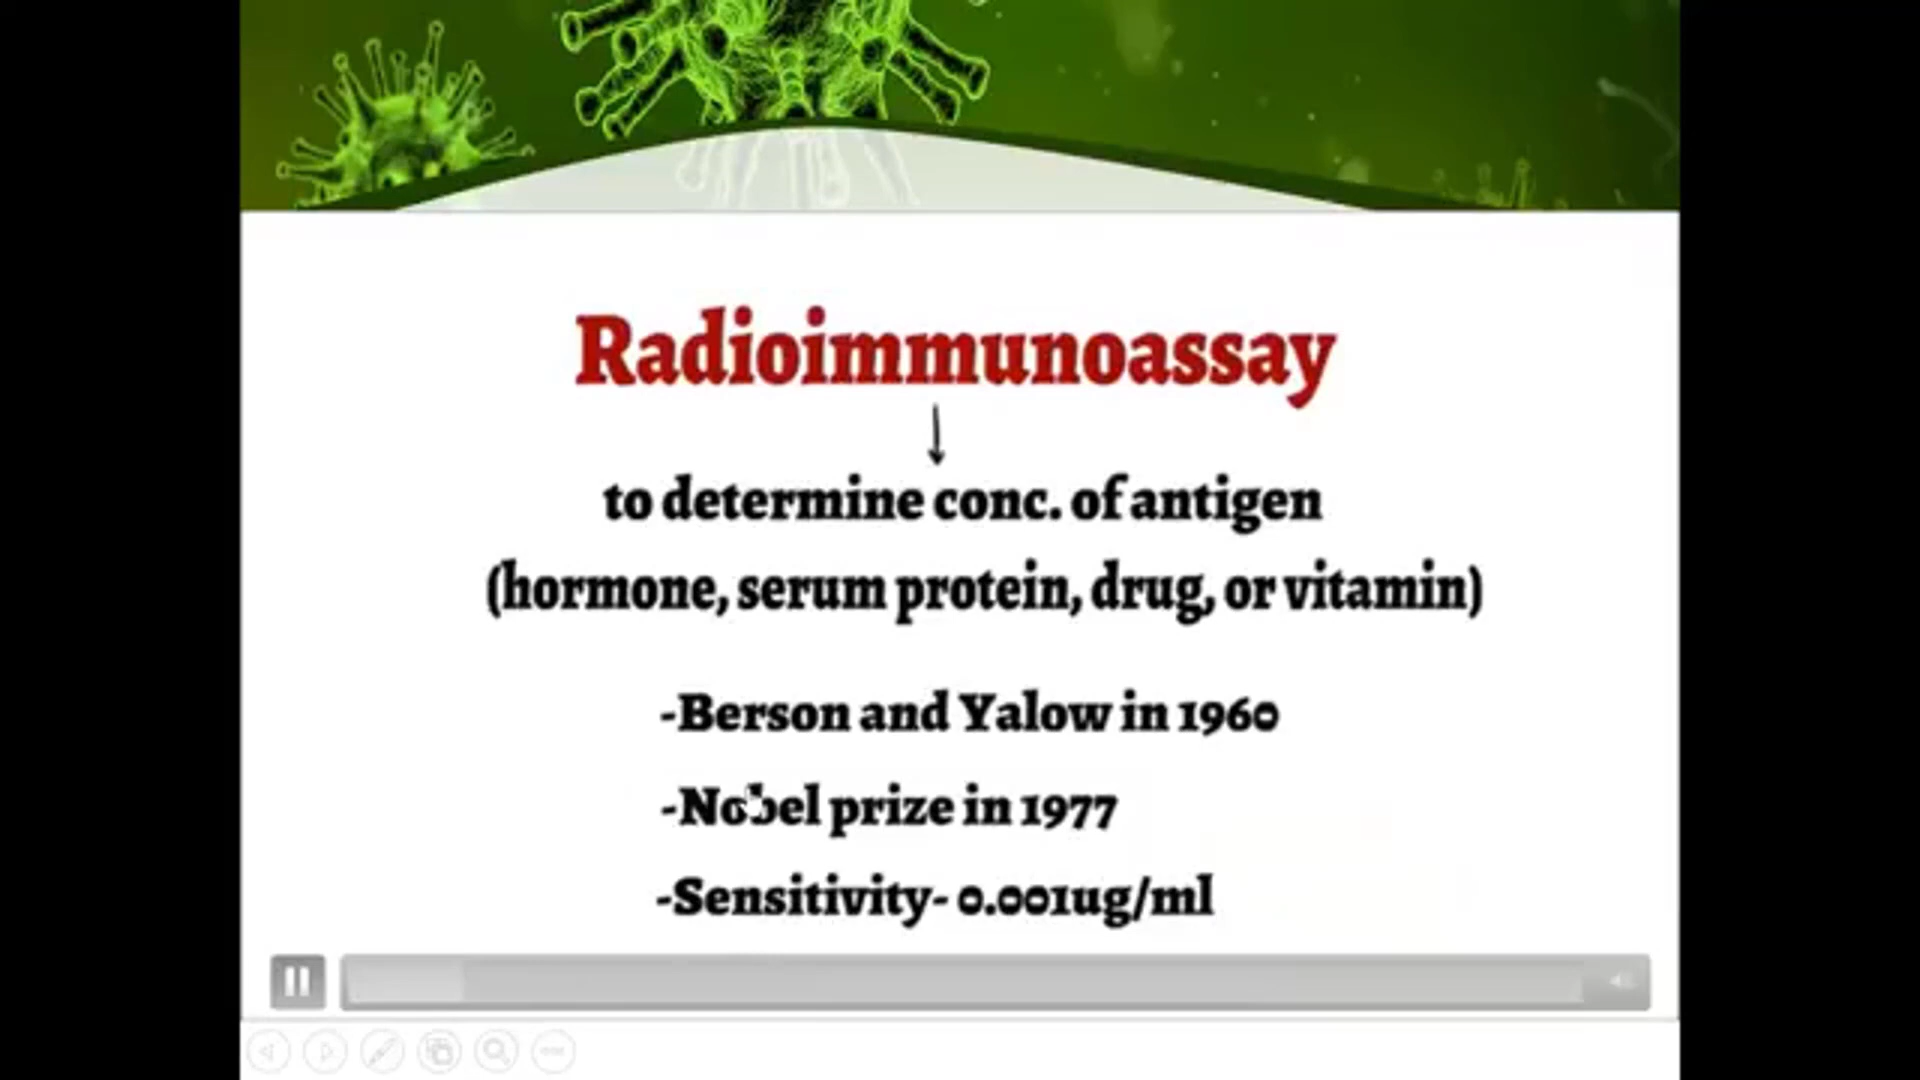 Radioimmunoassay
to determine conc. of antigen
(hormone, serum protein, drug, or vitamin)
-Berson and Yalow in 1960
-Nobel prize in 1977
-Sensitivity- 0.001ug/ml